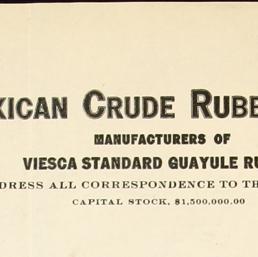 XICAN CRUDE RUBBE
MANUFACTURERS OF
VIESCA STANDARD GUAYULE RU
DRESS ALL CORRESPONDENCE TO TH
CAPITAL STOCK, $1,500,000.00